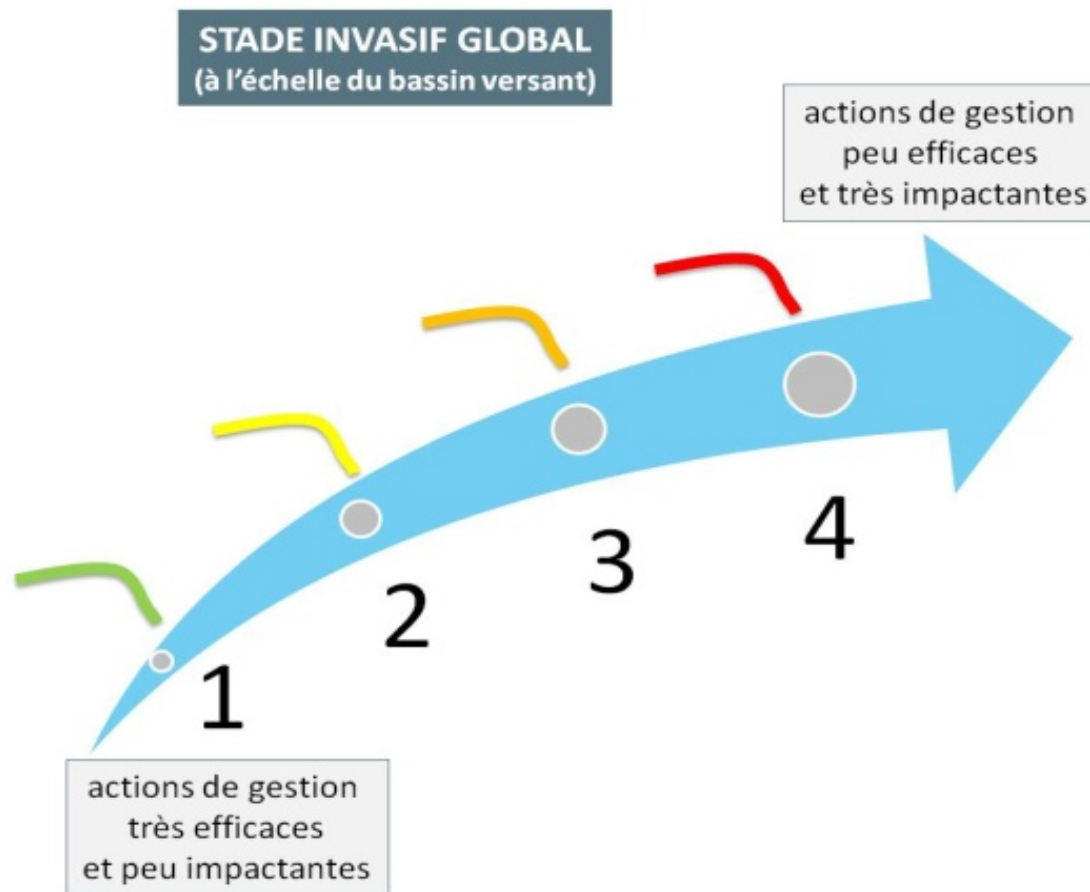 STADE INVASIF GLOBAL
(à l'échelle du bassin versant)
actions de gestion
peu efficaces
et très impactantes
4
3
2
1
actions de gestion
très efficaces
et peu impactantes